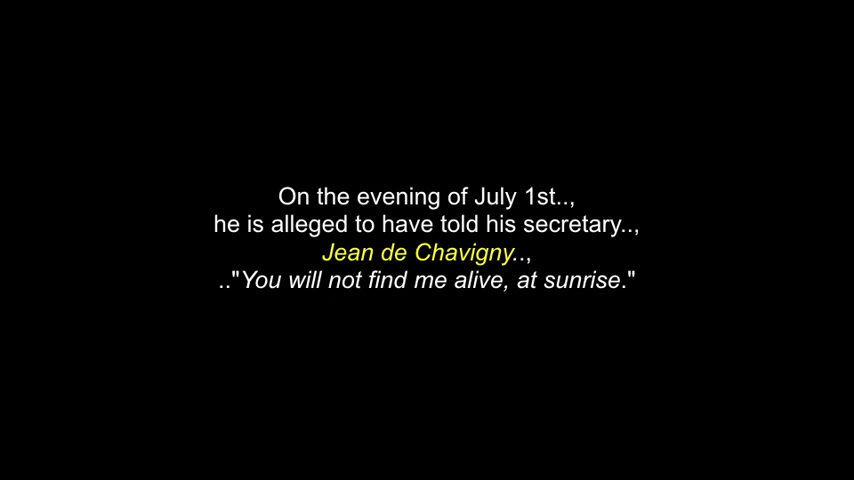 On the evening of July 1st..,
he is alleged to have told his secretary..,
Jean de Chavigny..,
.."You will not find me alive, at sunrise."